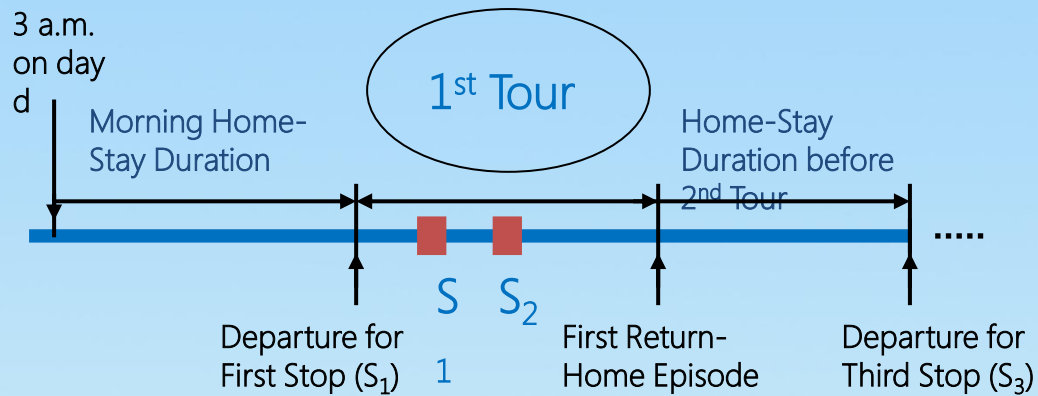 3 a.m.
on day
d
1st Tour
Morning Home-
Stay Duration
Home-Stay
Duration before
2nd Tour
.....
S
1
S2
Departure for
First Stop (S1)
First Return-
Home Episode
Departure for
Third Stop (S3)